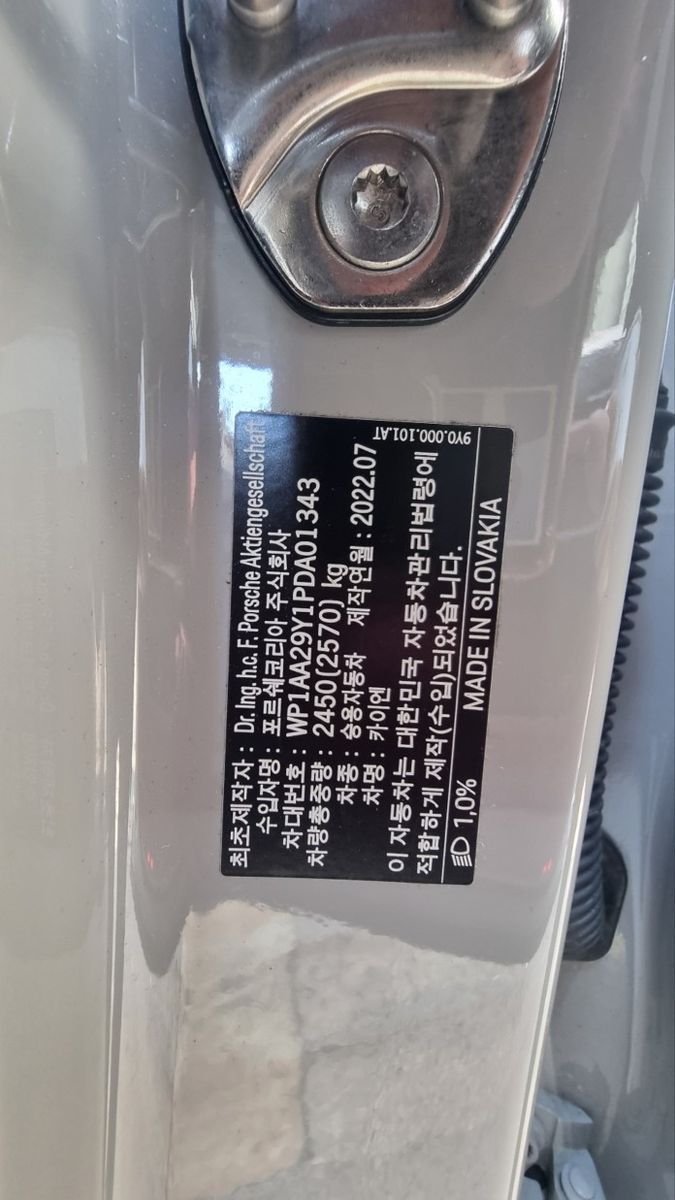 9Y0.000.101.AT
최초제작자 : Dr. Ing. h.c. F. Porsche Aktiengesellschaft
수입자명 : 포르쉐코리아 주식회사
차대번호 : WP1AA29Y1PDA01343
차량총중량 : 2450(2570) kg
차종 : 승용자동차 제작연월 : 2022.07
차명 : 카이엔
이 자동차는 대한민국 자동차관리법령에
적합하게 제작(수입)되었습니다.
1,0% MADE IN SLOVAKIA